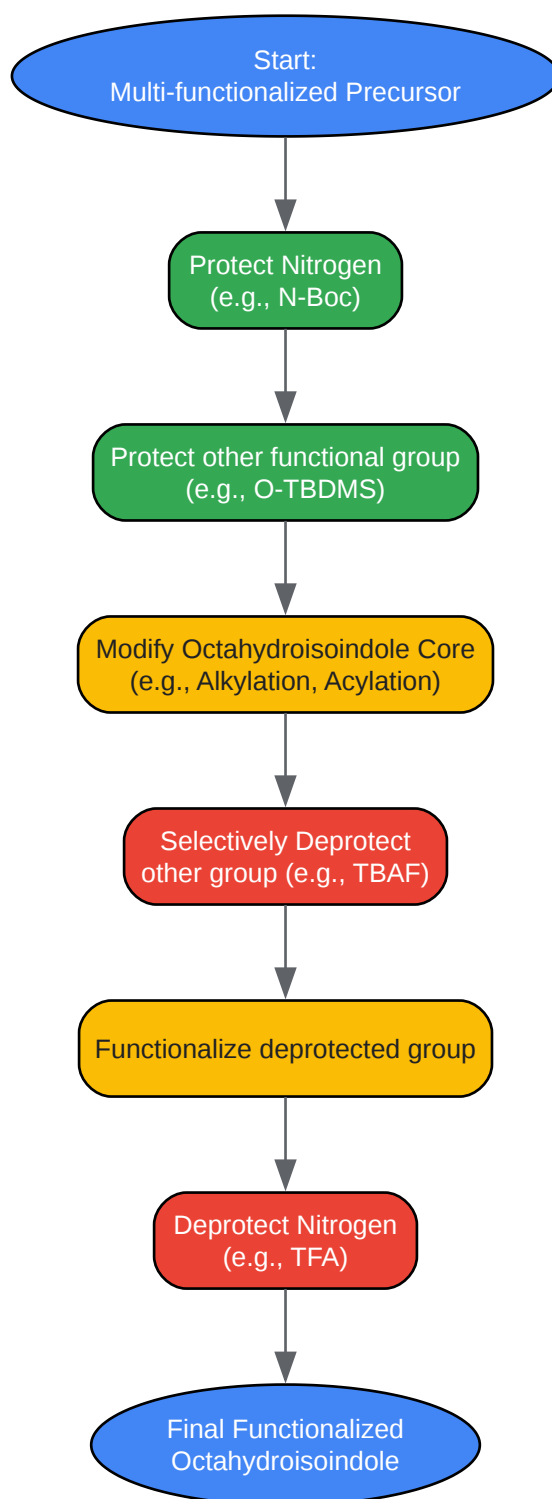 Start:
Multi-functionalized Precursor
Protect Nitrogen
(e.g., N-Boc)
Protect other functional group
(e.g., O-TBDMS)
Modify Octahydroisoindole Core
(e.g., Alkylation, Acylation)
Selectively Deprotect
other group (e.g., TBAF)
Functionalize deprotected group
Deprotect Nitrogen
(e.g., TFA)
Final Functionalized
Octahydroisoindole